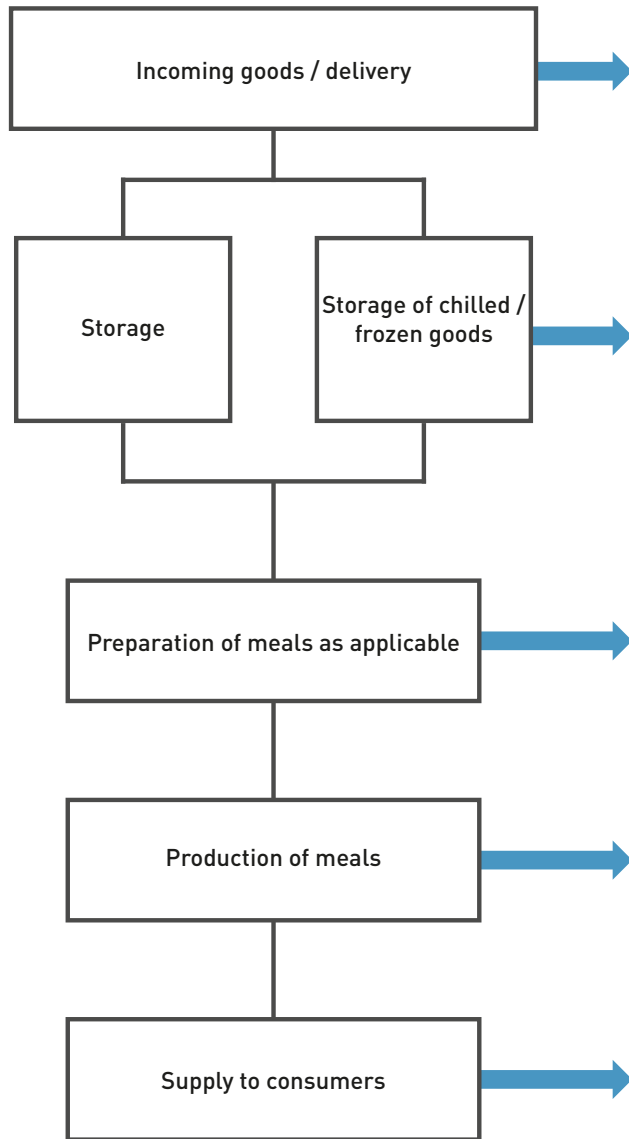 Incoming goods / delivery
Storage
Storage of chilled /
frozen goods
Preparation of meals as applicable
Production of meals
Supply to consumers